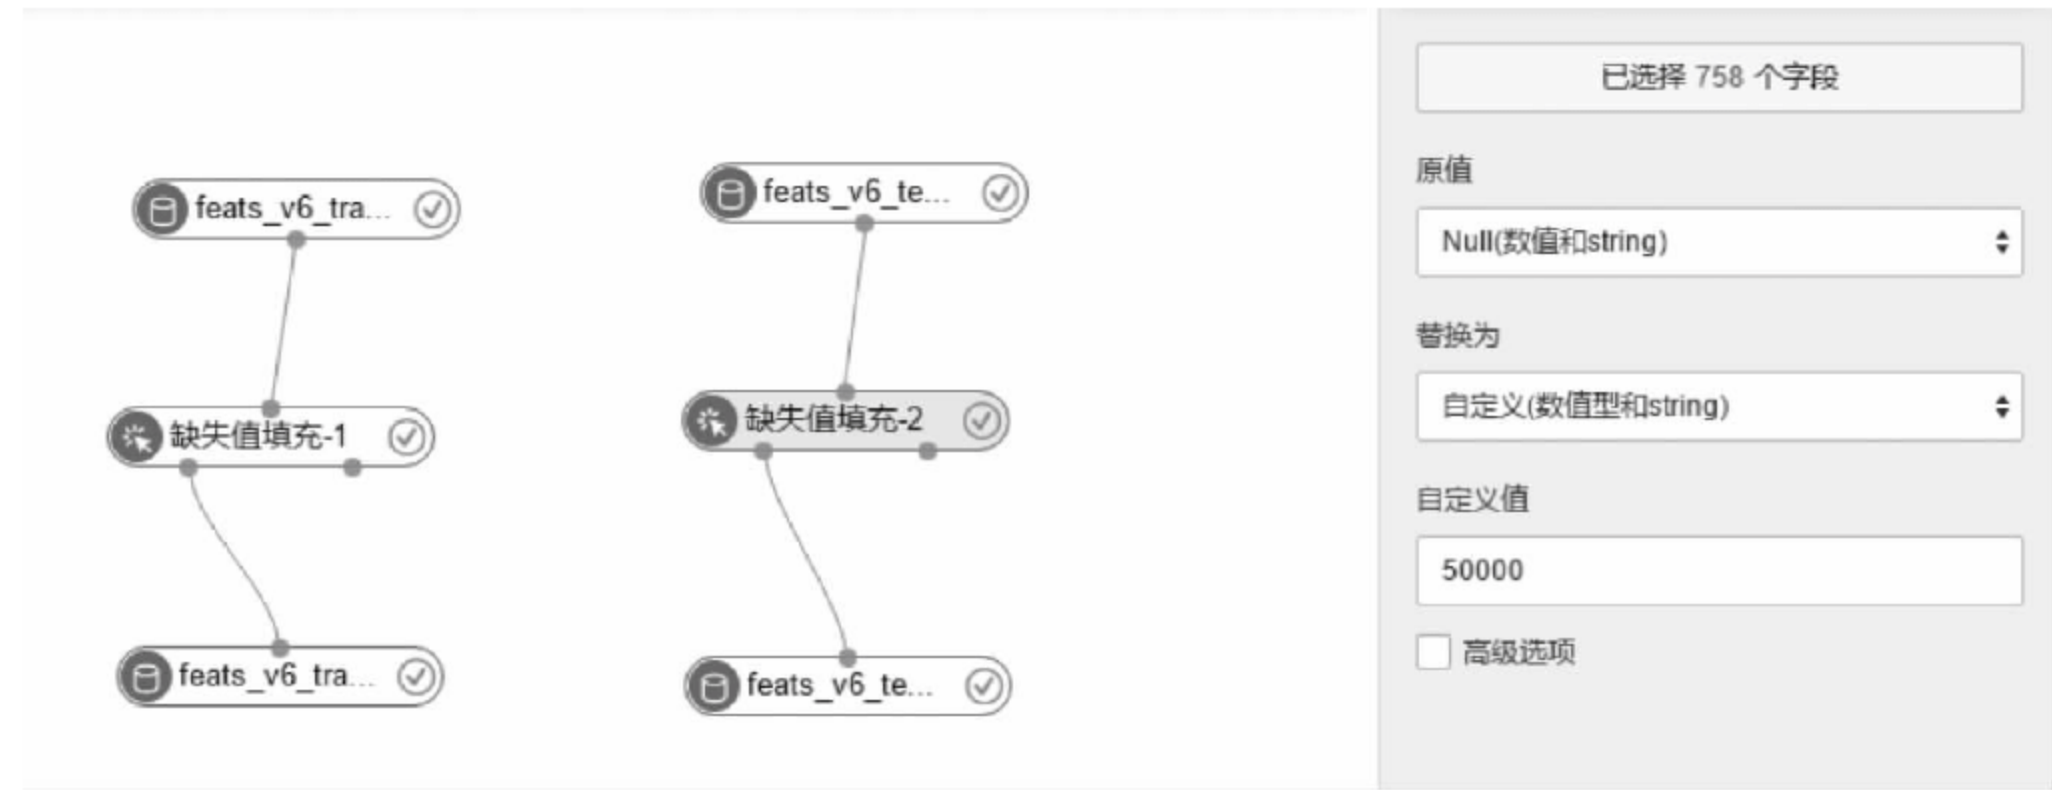 feats_v6_tra...
缺失值填充-1
feats_v6_tra...
feats_v6_te...
缺失值填充-2
feats_v6_te...
已选择 758 个字段
原值
Null(数值和string)
替换为
自定义(数值型和string)
自定义值
50000
高级选项